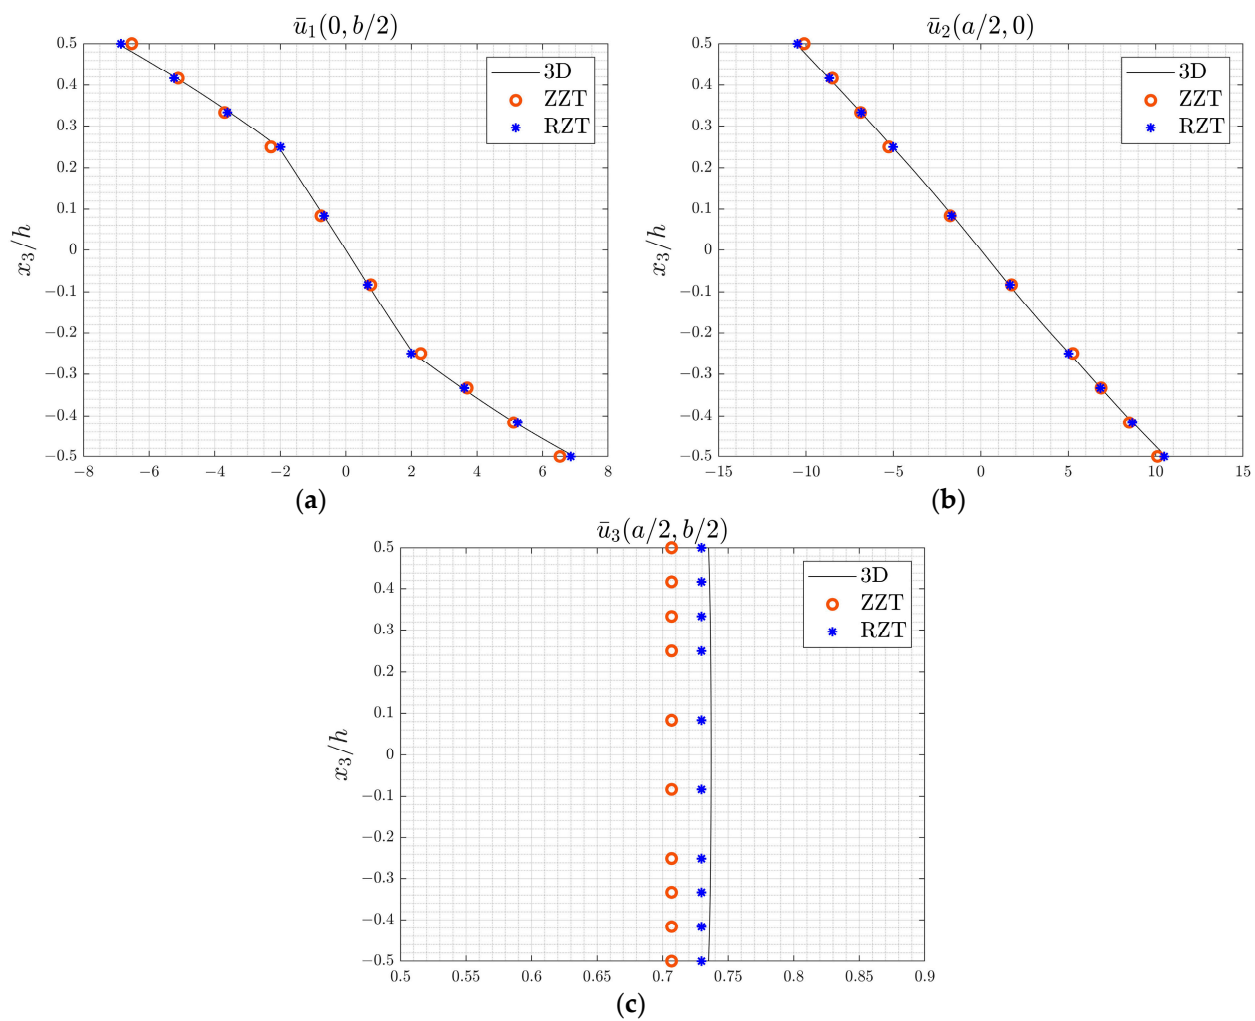 ū₁(0, b/2)
0.5
0.4
0.3
0.2
0.1
0
−0.1
−0.2
−0.3
−0.4
−0.5
x₃/h
3D
ZZT
RZT
−8 −6 −4 −2 0 2 4 6 8
(a)
ū₂(a/2, 0)
0.5
0.4
0.3
0.2
0.1
0
−0.1
−0.2
−0.3
−0.4
−0.5
x₃/h
3D
ZZT
RZT
−15 −10 −5 0 5 10 15
(b)
ū₃(a/2, b/2)
0.5
0.4
0.3
0.2
0.1
0
−0.1
−0.2
−0.3
−0.4
−0.5
x₃/h
3D
ZZT
RZT
0.5 0.55 0.6 0.65 0.7 0.75 0.8 0.85 0.9
(c)